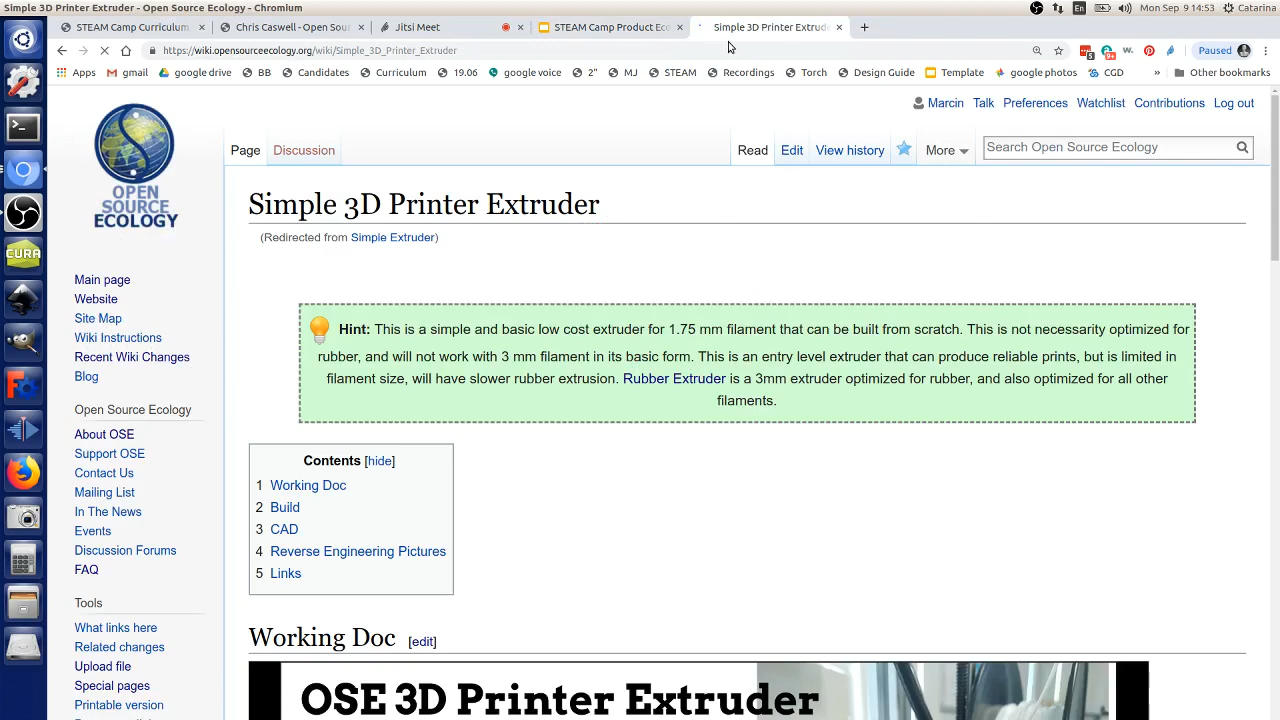 Simple 3D Printer Extruder - Open Source Ecology - Chromium
En
Mon Sep 9 14:53
Catarina
STEAM Camp Curriculum
Chris Caswell - Open Sour
Jitsi Meet
STEAM Camp Product Eco
Simple 3D Printer Extrude
https://wiki.opensourceecology.org/wiki/Simple_3D_Printer_Extruder
Paused
Apps
gmail
google drive
BB
Candidates
Curriculum
19.06
google voice
2"
MJ
STEAM
Recordings
Torch
Design Guide
Template
google photos
CGD
»
Other bookmarks
Marcin
Talk
Preferences
Watchlist
Contributions
Log out
OPEN
SOURCE
ECOLOGY
Page
Discussion
Read
Edit
View history
More
Search Open Source Ecology
Simple 3D Printer Extruder
(Redirected from Simple Extruder)
Hint: This is a simple and basic low cost extruder for 1.75 mm filament that can be built from scratch. This is not necessarity optimized for
rubber, and will not work with 3 mm filament in its basic form. This is an entry level extruder that can produce reliable prints, but is limited in
filament size, will have slower rubber extrusion. Rubber Extruder is a 3mm extruder optimized for rubber, and also optimized for all other
filaments.
Contents [hide]
1 Working Doc
2 Build
3 CAD
4 Reverse Engineering Pictures
5 Links
Working Doc [edit]
OSE 3D Printer Extruder
Main page
Website
Site Map
Wiki Instructions
Recent Wiki Changes
Blog
Open Source Ecology
About OSE
Support OSE
Contact Us
Mailing List
In The News
Events
Discussion Forums
FAQ
Tools
What links here
Related changes
Upload file
Special pages
Printable version
CURA